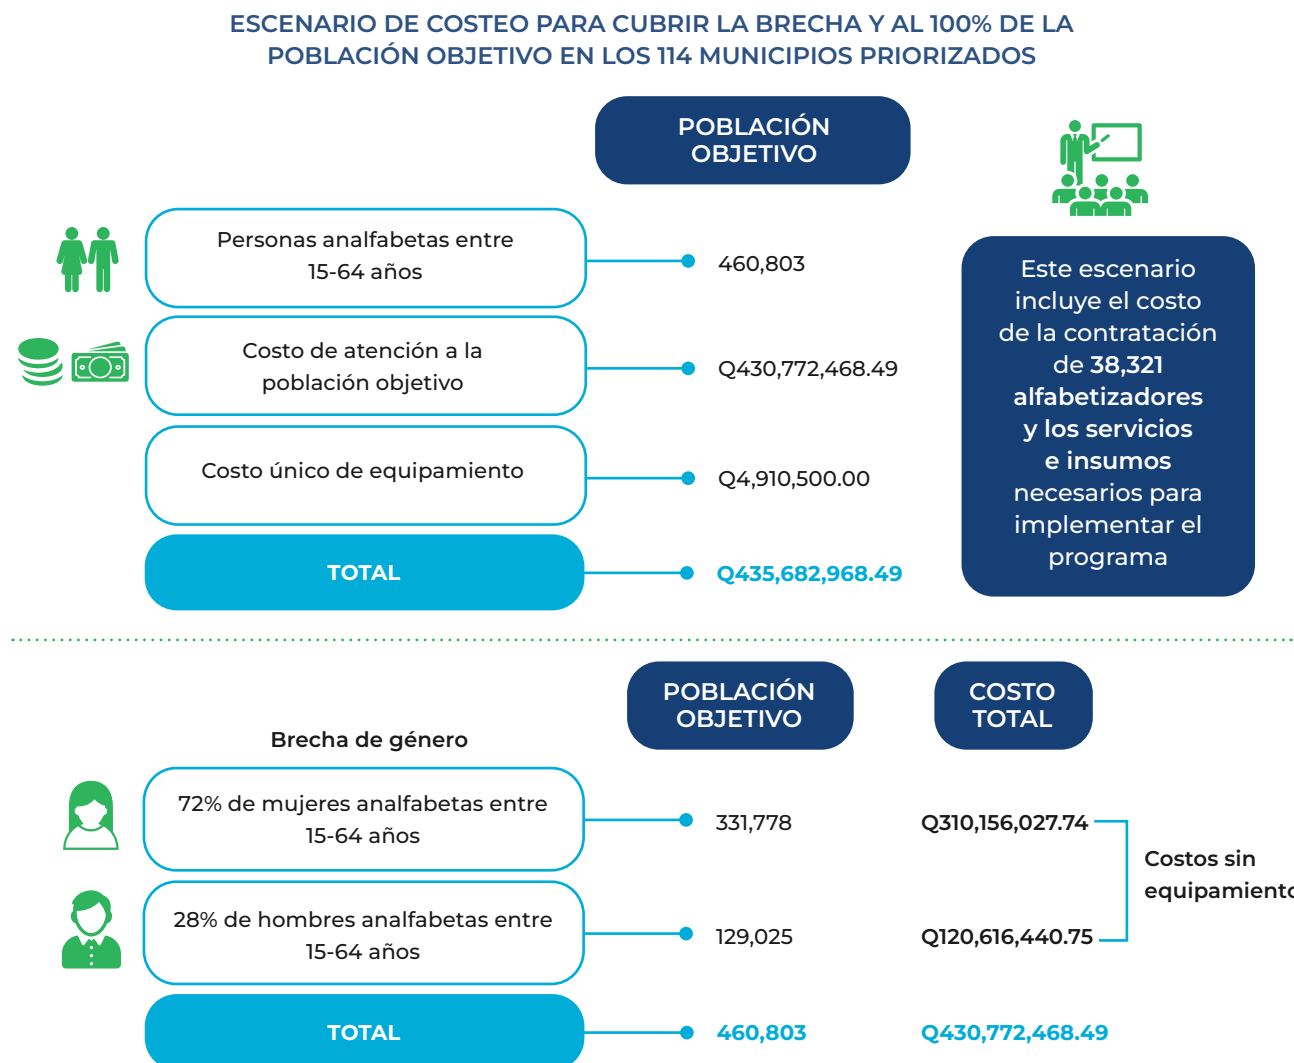 ESCENARIO DE COSTEO PARA CUBRIR LA BRECHA Y AL 100% DE LA
POBLACIÓN OBJETIVO EN LOS 114 MUNICIPIOS PRIORIZADOS
POBLACIÓN
OBJETIVO
Personas analfabetas entre
15-64 años
460,803
Costo de atención a la
población objetivo
Q430,772,468.49
Costo único de equipamiento
Q4,910,500.00
TOTAL
Q435,682,968.49
Este escenario
incluye el costo
de la contratación
de 38,321
alfabetizadores
y los servicios
e insumos
necesarios para
implementar el
programa
Brecha de género
POBLACIÓN
OBJETIVO
COSTO
TOTAL
72% de mujeres analfabetas entre
15-64 años
331,778
Q310,156,027.74
28% de hombres analfabetas entre
15-64 años
129,025
Q120,616,440.75
Costos sin
equipamiento
TOTAL
460,803
Q430,772,468.49